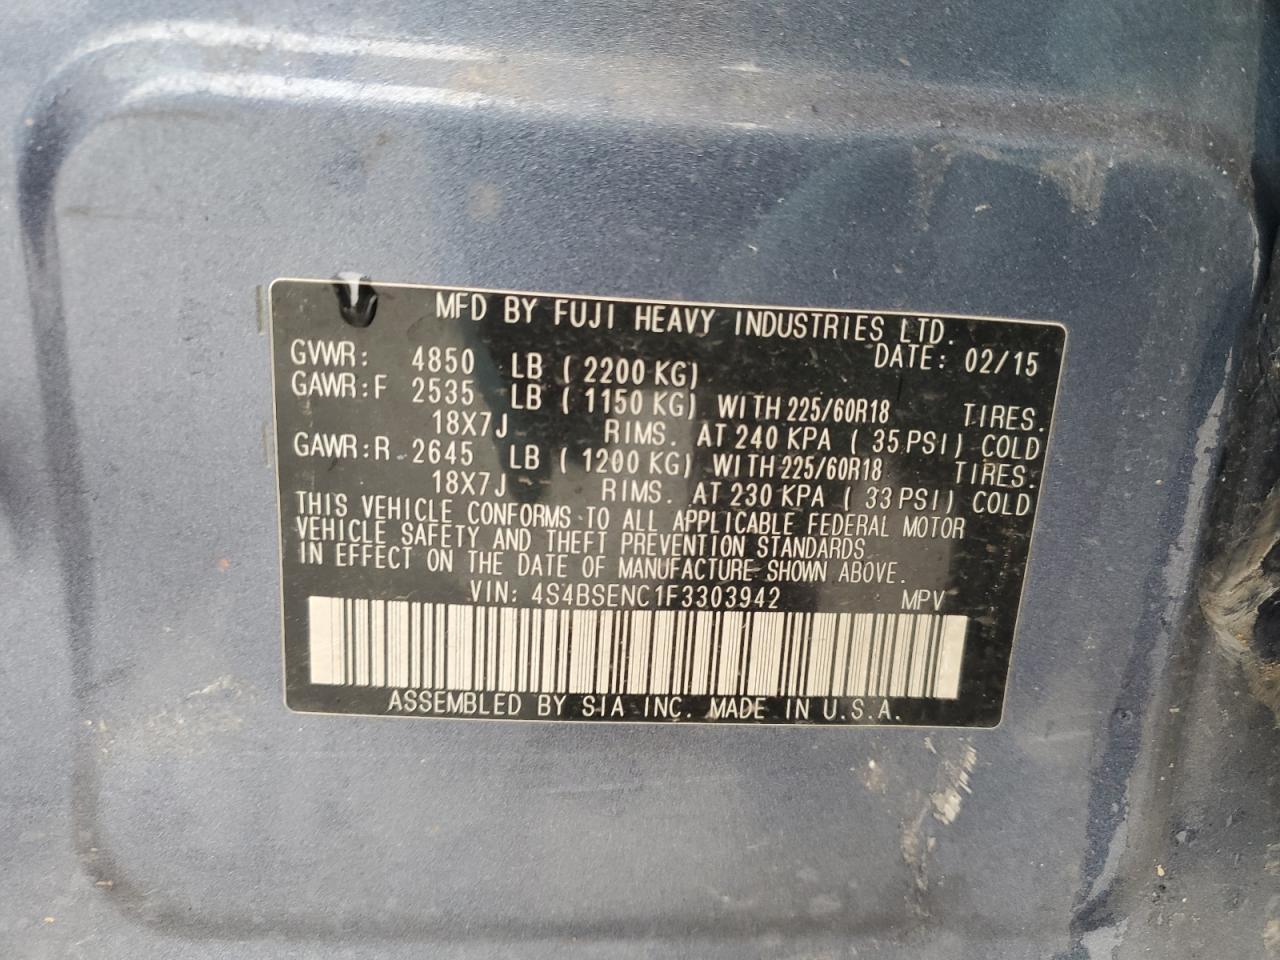 MFD BY FUJI HEAVY INDUSTRIES LTD.
DATE: 02/15
GVWR: 4850 LB ( 2200 KG)
GAWR:F 2535 LB ( 1150 KG) WITH 225/60R18 TIRES.
18X7J RIMS. AT 240 KPA ( 35 PSI) COLD
GAWR:R 2645 LB ( 1200 KG) WITH 225/60R18 TIRES.
18X7J RIMS. AT 230 KPA ( 33 PSI) COLD
THIS VEHICLE CONFORMS TO ALL APPLICABLE FEDERAL MOTOR
VEHICLE SAFETY AND THEFT PREVENTION STANDARDS
IN EFFECT ON THE DATE OF MANUFACTURE SHOWN ABOVE.
VIN: 4S4BSENC1F3303942 MPV
ASSEMBLED BY SIA INC. MADE IN U.S.A.